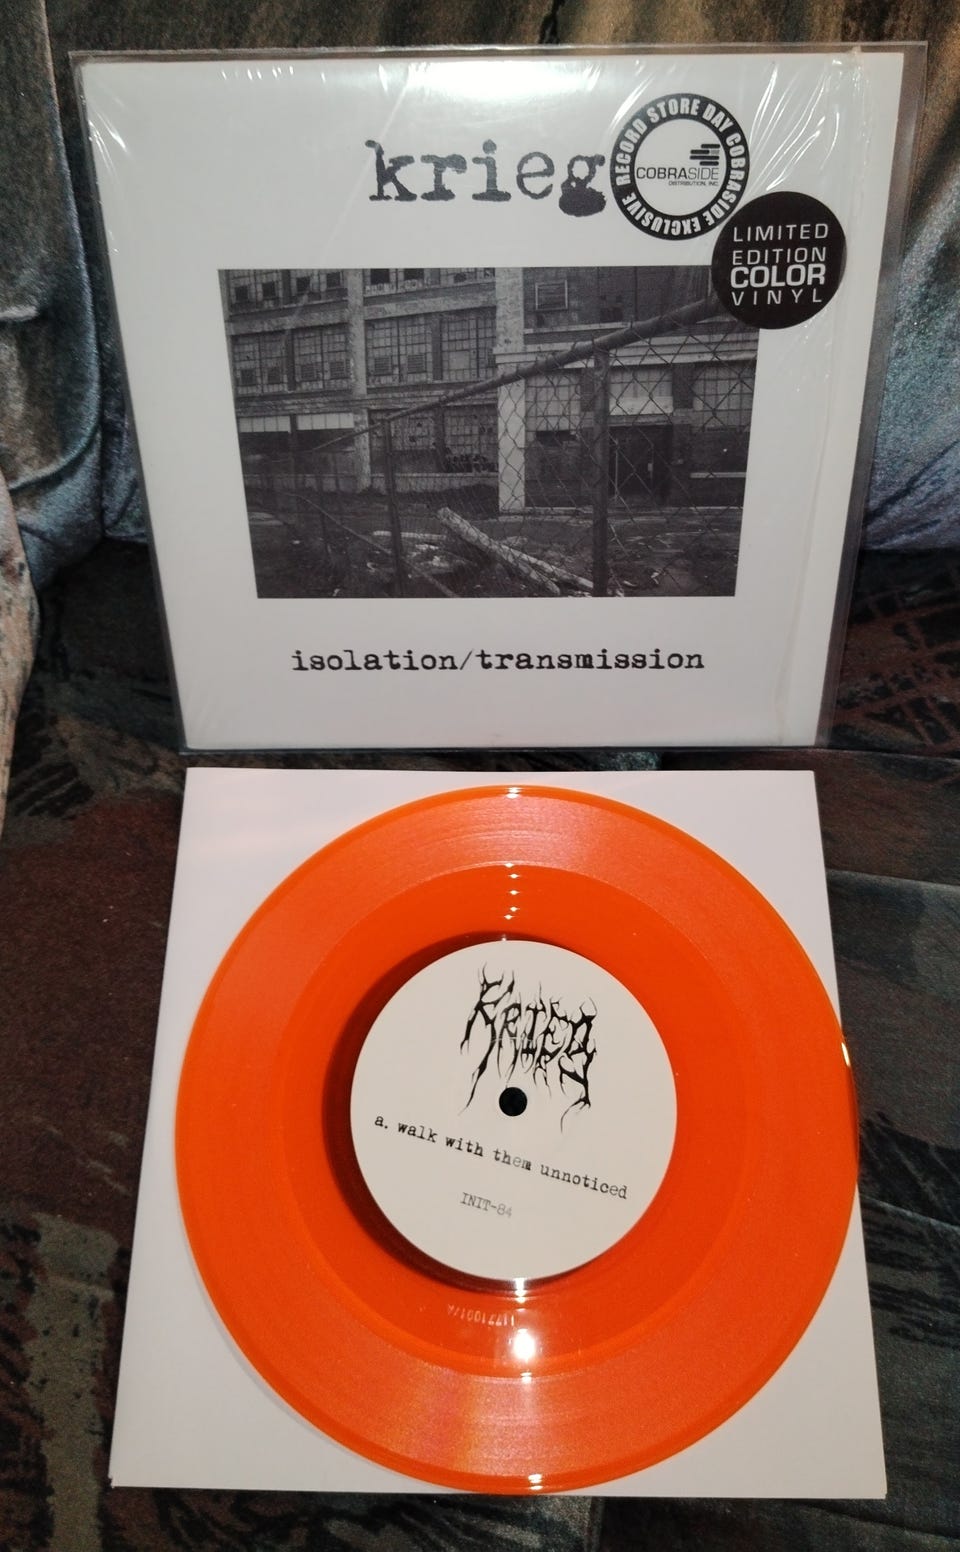 krieg
RECORD STORE DAY COBRASIDE EXCLUSIVE
COBRASIDE
DISTRIBUTION, INC.
LIMITED
EDITION
COLOR
VINYL
isolation/transmission
KRIEG
a. walk with them unnoticed
INIT-84